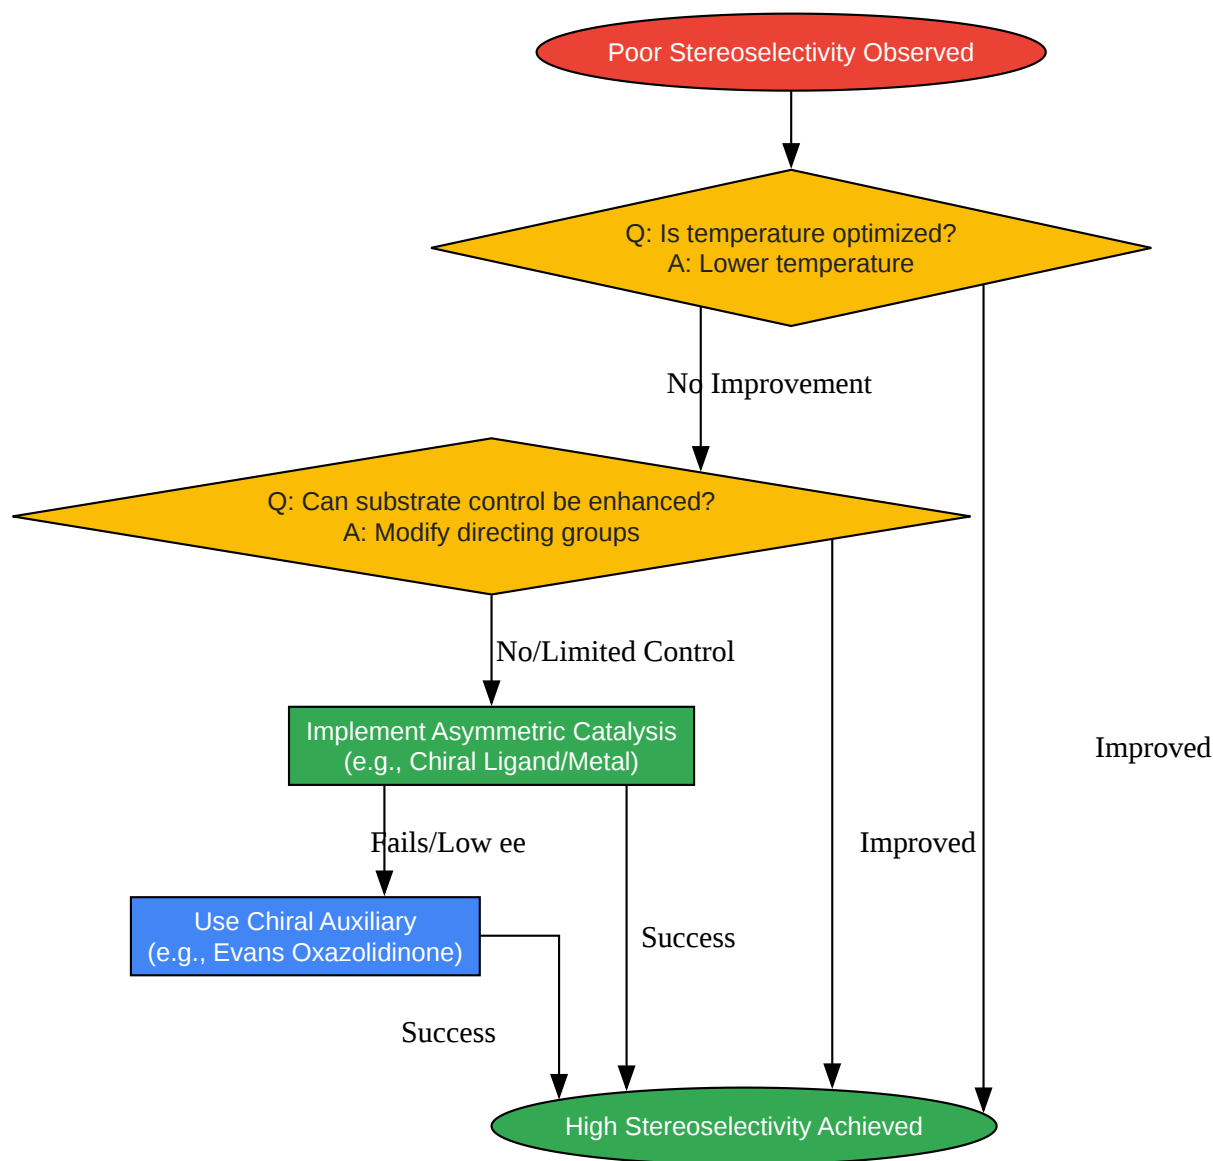 Poor Stereoselectivity Observed
Q: Is temperature optimized?
A: Lower temperature
No Improvement
Q: Can substrate control be enhanced?
A: Modify directing groups
No/Limited Control
Implement Asymmetric Catalysis
(e.g., Chiral Ligand/Metal)
Improved
Fails/Low ee
Improved
Use Chiral Auxiliary
(e.g., Evans Oxazolidinone)
Success
Success
High Stereoselectivity Achieved